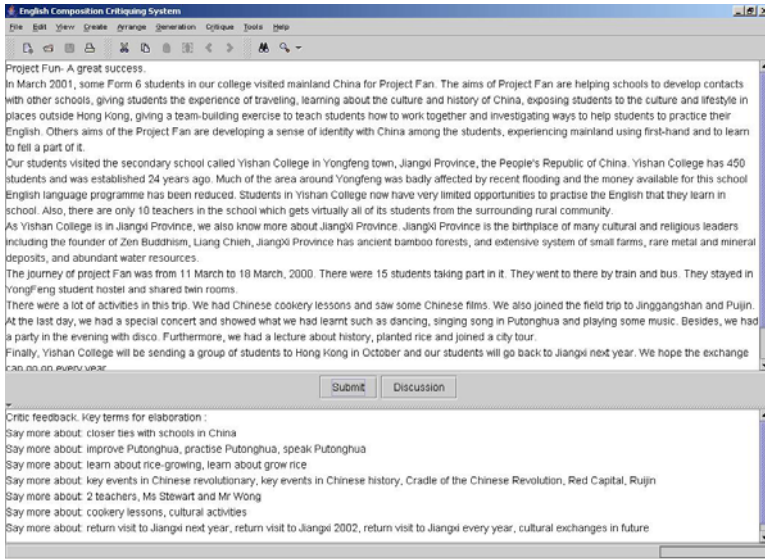 English Composition Critiquing System
File Edit View Create Arrange Generation Critique Tools Help
Project Fun- A great success.
In March 2001, some Form 6 students in our college visited mainland China for Project Fan. The aims of Project Fan are helping schools to develop contacts
with other schools, giving students the experience of traveling, learning about the culture and history of China, exposing students to the culture and lifestyle in
places outside Hong Kong, giving a team-building exercise to teach students how to work together and investigating ways to help students to practise their
English. Others aims of the Project Fan are developing a sense of identity with China among the students, experiencing mainland using first-hand and to learn
to fell a part of it.
Our students visited the secondary school called Yishan College in Yongfeng town, Jiangxi Province, the People's Republic of China. Yishan College has 450
students and was established 24 years ago. Much of the area around Yongfeng was badly affected by recent flooding and the money available for this school
English language programme has been reduced. Students in Yishan College now have very limited opportunities to practise the English that they learn in
school. Also, there are only 10 teachers in the school which gets virtually all of its students from the surrounding rural community.
As Yishan College is in Jiangxi Province, we also know more about JiangXi Province. JiangXi Province is the birthplace of many cultural and religious leaders
including the founder of Zen Buddhism, Liang Chieh, JiangXi Province has ancient bamboo forests, and extensive system of small farms, rare metal and mineral
deposits, and abundant water resources.
The journey of project Fan was from 11 March to 18 March, 2000. There were 15 students taking part in it. They went to there by train and bus. They stayed in
YongFeng student hostel and shared twin rooms.
There were a lot of activities in this trip. We had Chinese cookery lessons and saw some Chinese films. We also joined the field trip to Jinggangshan and Puijin.
At the last day, we had a special concert and showed what we had learnt such as dancing, singing song in Putonghua and playing some music. Besides, we had
a party in the evening with disco. Furthermore, we had a lecture about history, planted rice and joined a city tour.
Finally, Yishan College will be sending a group of students to Hong Kong in October and our students will go back to Jiangxi next year. We hope the exchange
can go on every year.
Submit Discussion
Critic feedback. Key terms for elaboration :
Say more about: closer ties with schools in China
Say more about: improve Putonghua, practise Putonghua, speak Putonghua
Say more about: learn about rice-growing, learn about grow rice
Say more about: key events in Chinese revolutionary, key events in Chinese history, Cradle of the Chinese Revolution, Red Capital, Ruijin
Say more about: 2 teachers, Ms Stewart and Mr Wong
Say more about: cookery lessons, cultural activities
Say more about: return visit to Jiangxi next year, return visit to Jiangxi 2002, return visit to Jiangxi every year, cultural exchanges in future